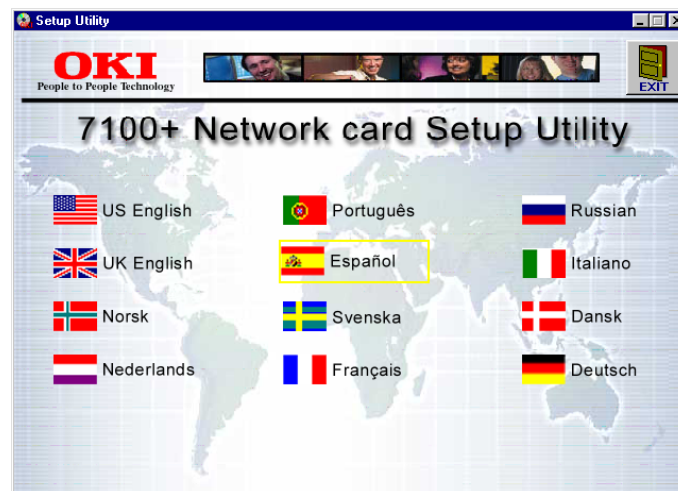 Setup Utility
OKI
People to People Technology
EXIT
7100+ Network card Setup Utility
US English
Português
Russian
UK English
Español
Italiano
Norsk
Svenska
Dansk
Nederlands
Français
Deutsch